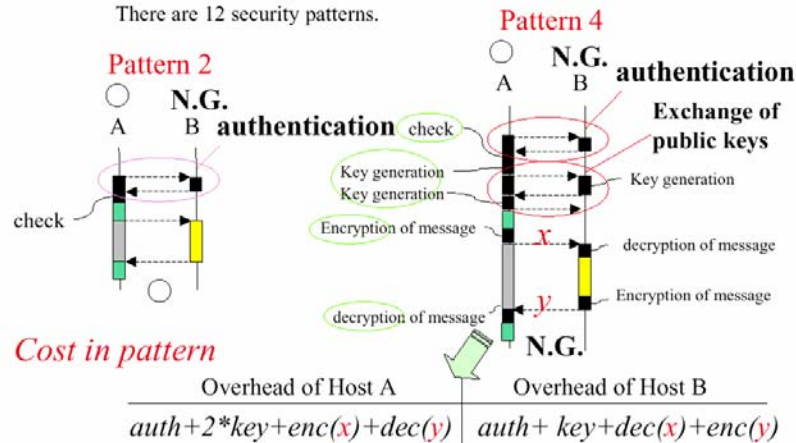 There are 12 security patterns.
Pattern 2
N.G.
A
B
authentication
check
Pattern 4
N.G.
A
B
authentication
check
Exchange of
public keys
Key generation
Key generation
Key generation
Encryption of message
x
decryption of message
Encryption of message
y
decryption of message
N.G.
Cost in pattern
Overhead of Host A
Overhead of Host B
auth+2*key+enc(x)+dec(y)
auth+ key+dec(x)+enc(y)